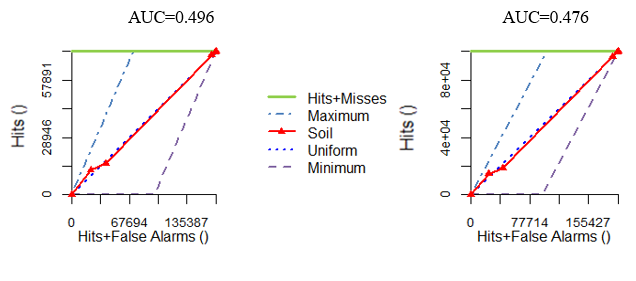 AUC=0.496
AUC=0.476
Hits ()
0 28946 57891
0 67694 135387
Hits+False Alarms ()
Hits+Misses
Maximum
Soil
Uniform
Minimum
Hits ()
0 4e+04 8e+04
0 77714 155427
Hits+False Alarms ()